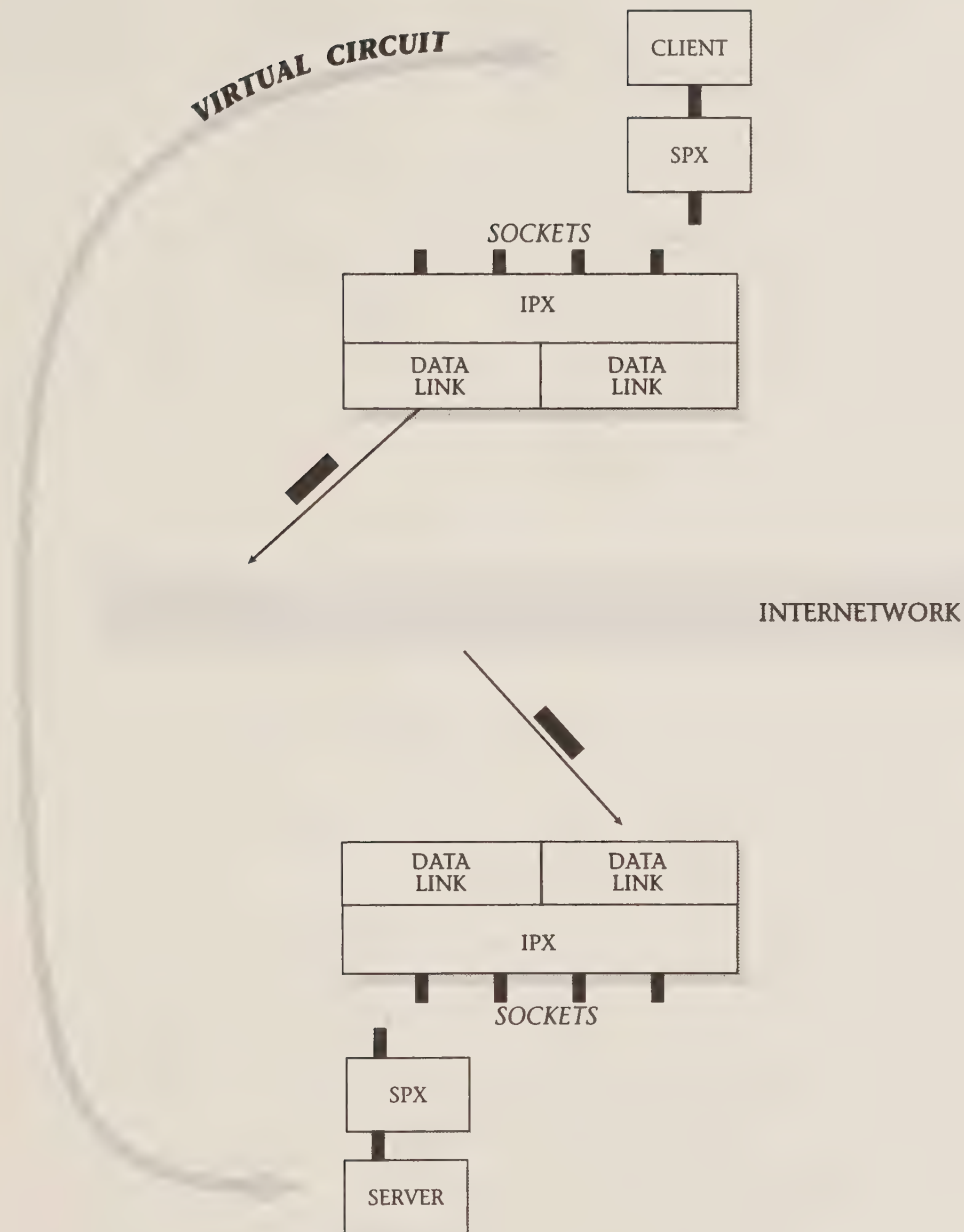 VIRTUAL CIRCUIT
CLIENT
SPX
SOCKETS
IPX
DATA
LINK
DATA
LINK
INTERNETWORK
DATA
LINK
DATA
LINK
IPX
SOCKETS
SPX
SERVER